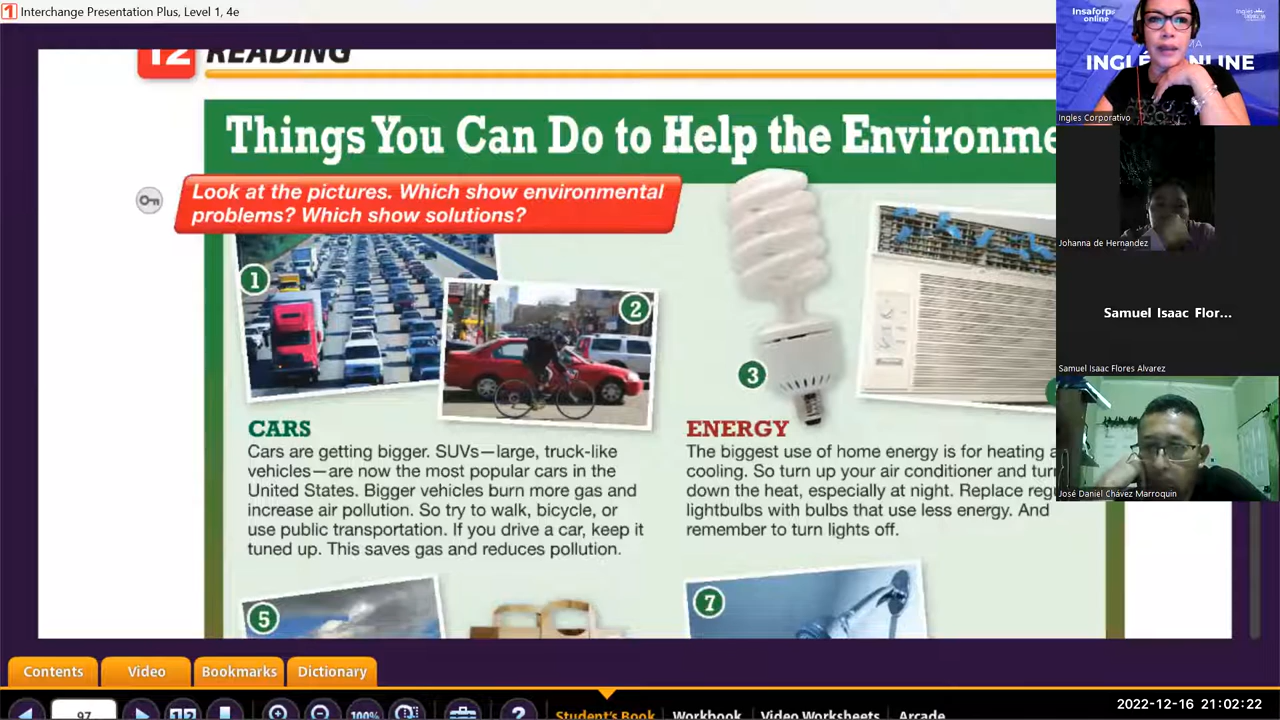 Interchange Presentation Plus, Level 1, 4e
12 READING
Things You Can Do to Help the Environme
Look at the pictures. Which show environmental
problems? Which show solutions?
1
2
3
CARS
Cars are getting bigger. SUVs—large, truck-like
vehicles—are now the most popular cars in the
United States. Bigger vehicles burn more gas and
increase air pollution. So try to walk, bicycle, or
use public transportation. If you drive a car, keep it
tuned up. This saves gas and reduces pollution.
ENERGY
The biggest use of home energy is for heating a
cooling. So turn up your air conditioner and turn
down the heat, especially at night. Replace regu
lightbulbs with bulbs that use less energy. And
remember to turn lights off.
5
7
Insaforp
online
INGLÉS ONLINE
Ingles Corporativo
Johanna de Hernandez
Samuel Isaac Flor...
Samuel Isaac Flores Alvarez
José Daniel Chávez Marroquin
Contents
Video
Bookmarks
Dictionary
97
100%
Student's Book
Workbook
Video Worksheets
Arcade
2022-12-16 21:02:22